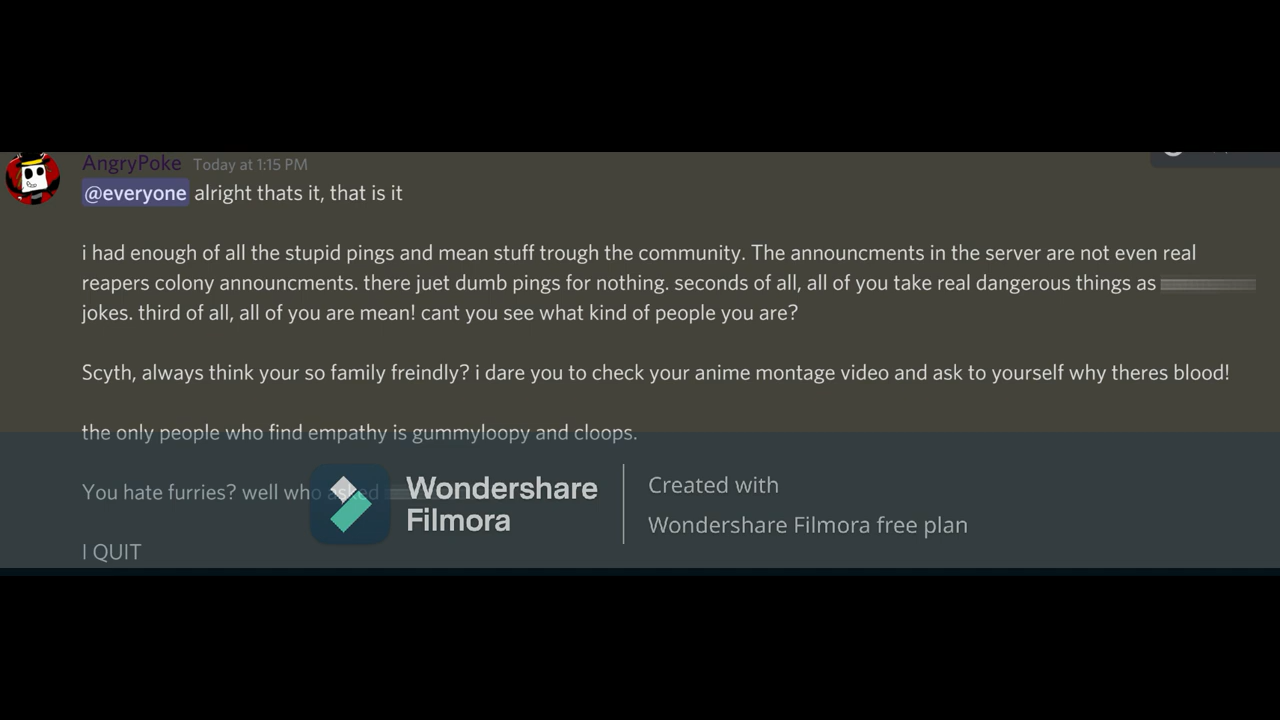 AngryPoke Today at 1:15 PM
@everyone alright thats it, that is it
i had enough of all the stupid pings and mean stuff trough the community. The announcments in the server are not even real
reapers colony announcments. there juet dumb pings for nothing. seconds of all, all of you take real dangerous things as
jokes. third of all, all of you are mean! cant you see what kind of people you are?
Scyth, always think your so family freindly? i dare you to check your anime montage video and ask to yourself why theres blood!
the only people who find empathy is gummyloopy and cloops.
You hate furries? well who asked
I QUIT
Wondershare
Filmora
Created with
Wondershare Filmora free plan